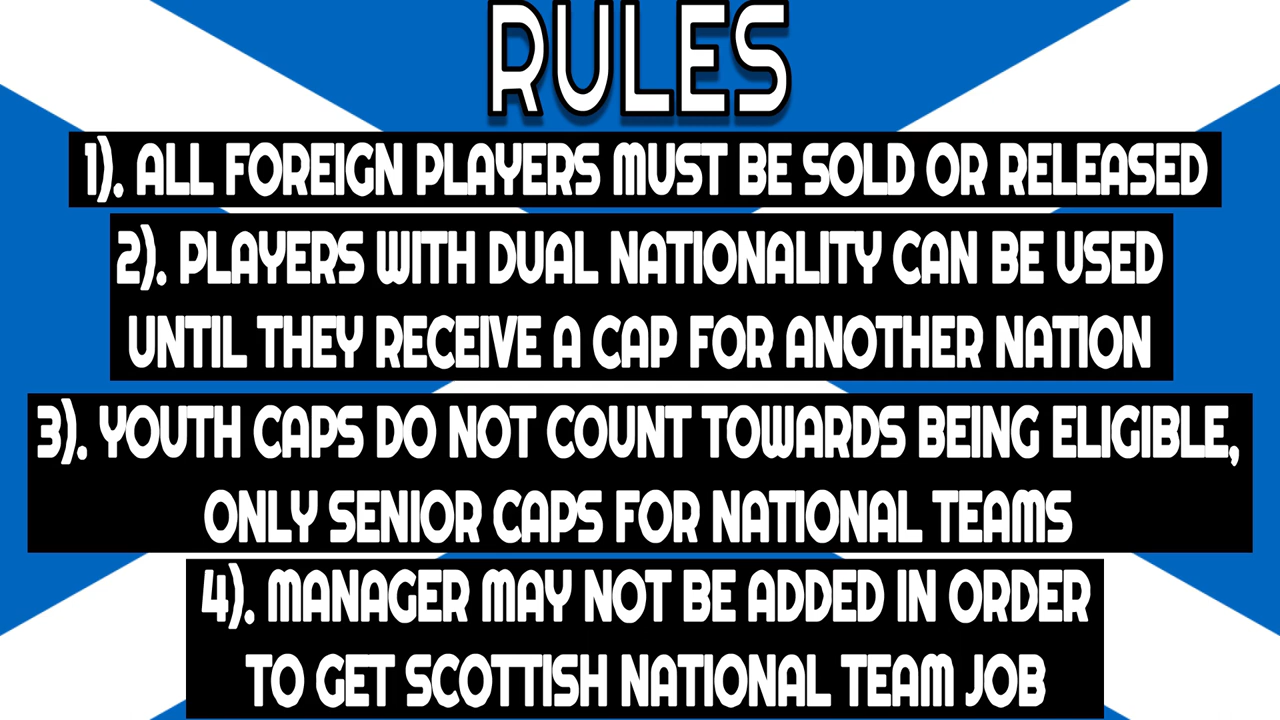 RULES
1). ALL FOREIGN PLAYERS MUST BE SOLD OR RELEASED
2). PLAYERS WITH DUAL NATIONALITY CAN BE USED
UNTIL THEY RECEIVE A CAP FOR ANOTHER NATION
3). YOUTH CAPS DO NOT COUNT TOWARDS BEING ELIGIBLE,
ONLY SENIOR CAPS FOR NATIONAL TEAMS
4). MANAGER MAY NOT BE ADDED IN ORDER
TO GET SCOTTISH NATIONAL TEAM JOB